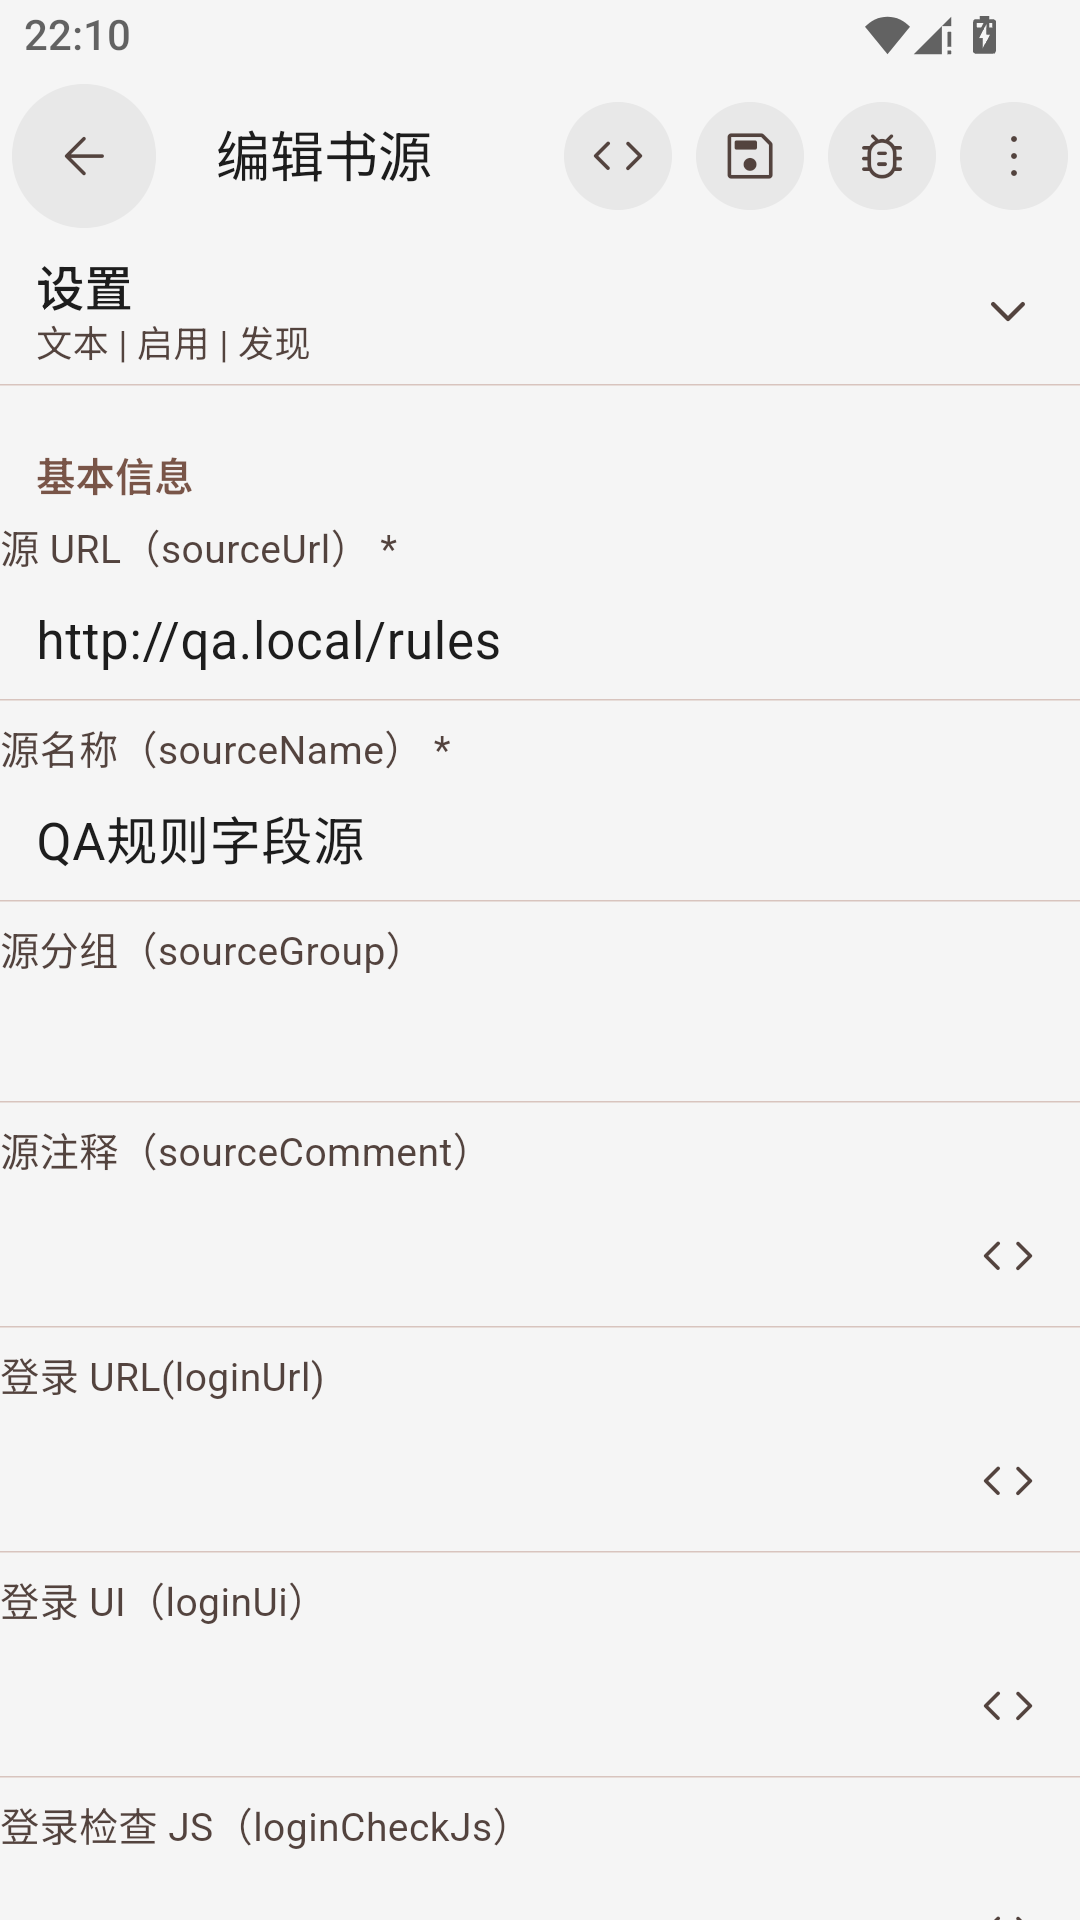 22:10
编辑书源
设置
文本 | 启用 | 发现
基本信息
源 URL（sourceUrl） *
http://qa.local/rules
源名称（sourceName） *
QA规则字段源
源分组（sourceGroup）
源注释（sourceComment）
登录 URL(loginUrl)
登录 UI（loginUi）
登录检查 JS（loginCheckJs）